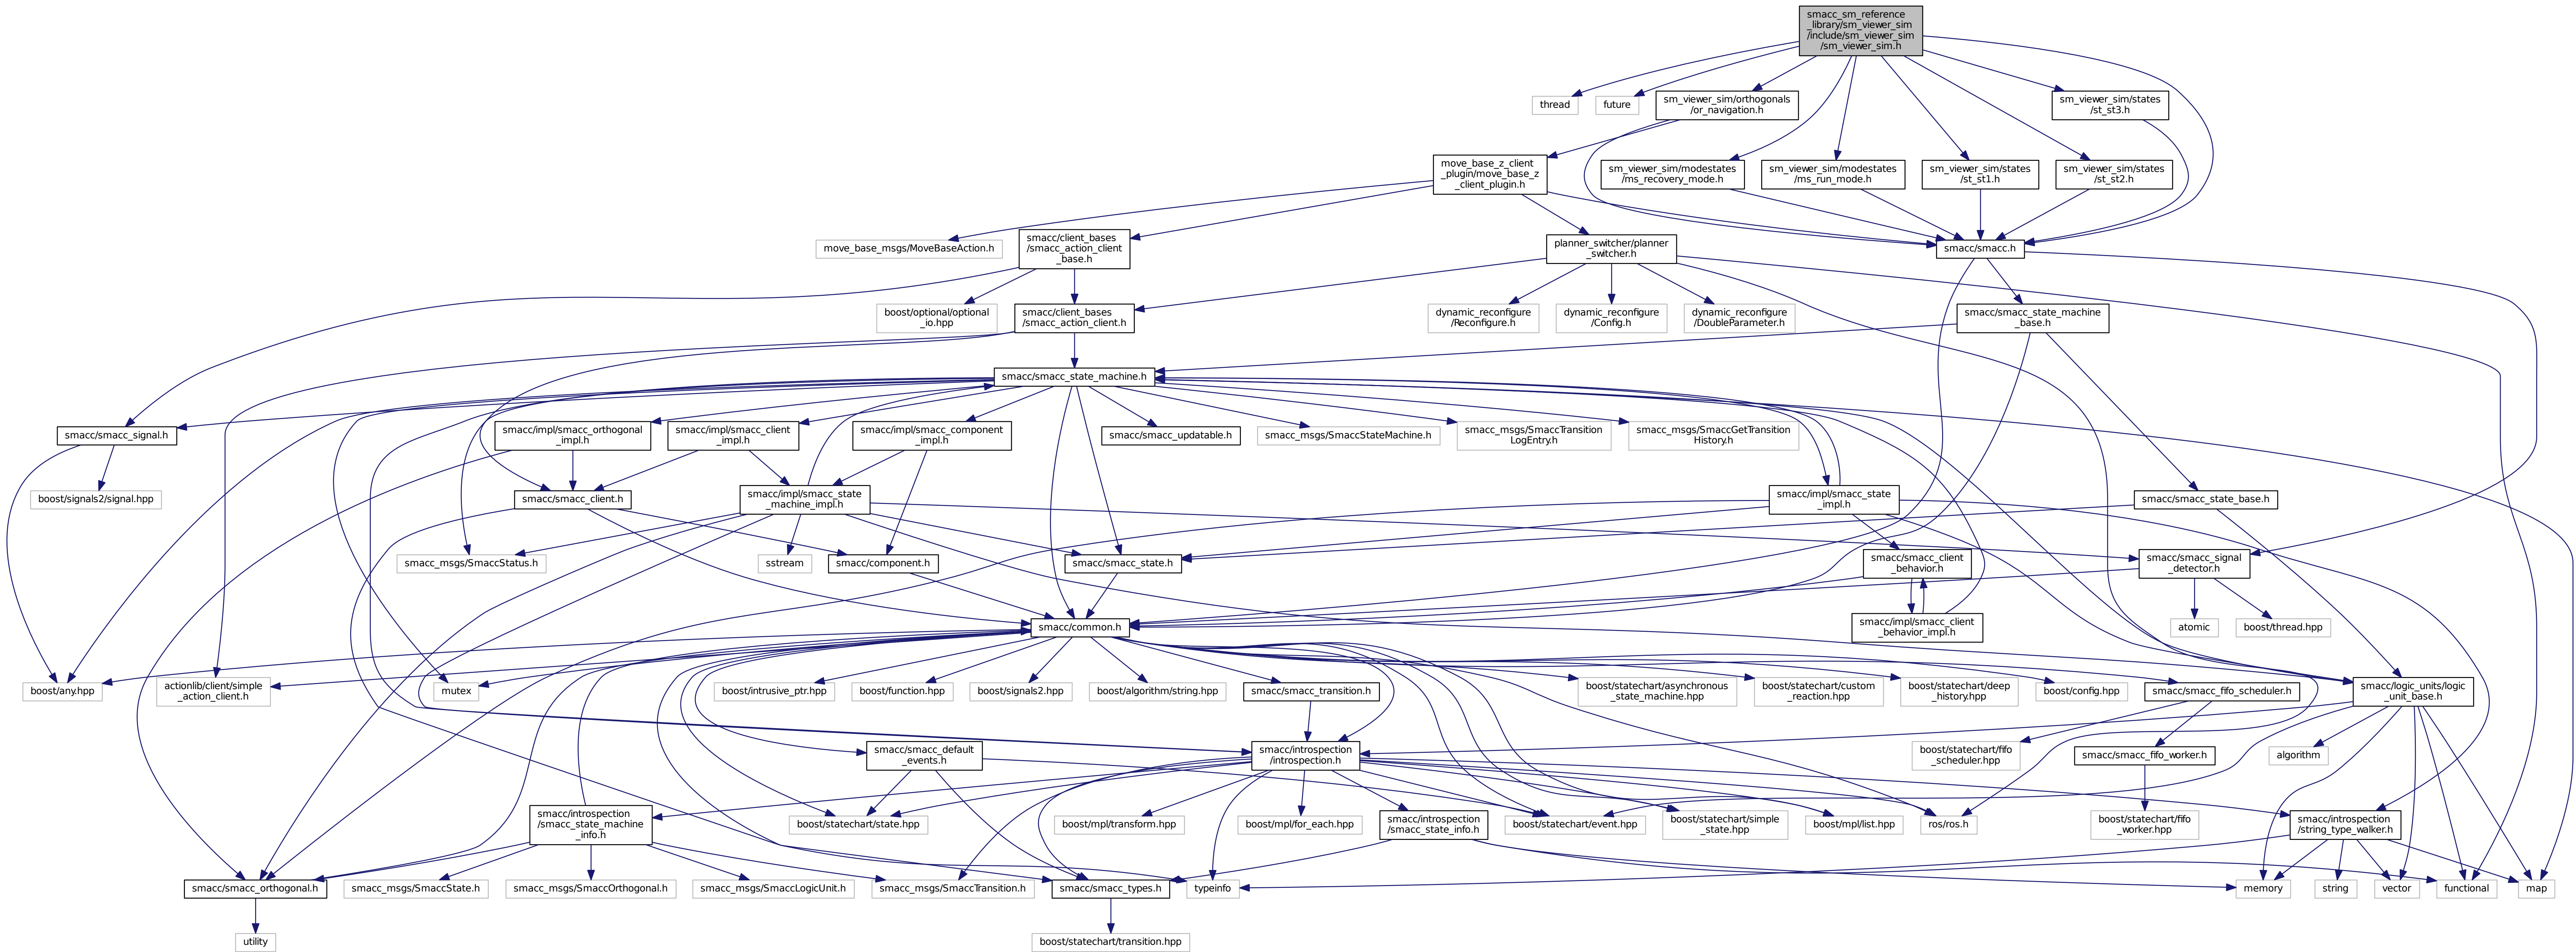 smacc_sm_reference
_library/sm_viewer_sim
/include/sm_viewer_sim
/sm_viewer_sim.h
thread
future
sm_viewer_sim/orthogonals
/or_navigation.h
sm_viewer_sim/states
/st_st3.h
move_base_z_client
_plugin/move_base_z
_client_plugin.h
sm_viewer_sim/modestates
/ms_recovery_mode.h
sm_viewer_sim/modestates
/ms_run_mode.h
sm_viewer_sim/states
/st_st1.h
sm_viewer_sim/states
/st_st2.h
move_base_msgs/MoveBaseAction.h
smacc/client_bases
/smacc_action_client
_base.h
planner_switcher/planner
_switcher.h
smacc/smacc.h
boost/optional/optional
_io.hpp
smacc/client_bases
/smacc_action_client.h
dynamic_reconfigure
/Reconfigure.h
dynamic_reconfigure
/Config.h
dynamic_reconfigure
/DoubleParameter.h
smacc/smacc_state_machine
_base.h
smacc/smacc_state_machine.h
smacc/smacc_signal.h
smacc/impl/smacc_orthogonal
_impl.h
smacc/impl/smacc_client
_impl.h
smacc/impl/smacc_component
_impl.h
smacc/smacc_updatable.h
smacc_msgs/SmaccStateMachine.h
smacc_msgs/SmaccTransition
LogEntry.h
smacc_msgs/SmaccGetTransition
History.h
boost/signals2/signal.hpp
smacc/smacc_client.h
smacc/impl/smacc_state
_machine_impl.h
smacc/impl/smacc_state
_impl.h
smacc/smacc_state_base.h
smacc_msgs/SmaccStatus.h
sstream
smacc/component.h
smacc/smacc_state.h
smacc/smacc_client
_behavior.h
smacc/smacc_signal
_detector.h
smacc/common.h
smacc/impl/smacc_client
_behavior_impl.h
atomic
boost/thread.hpp
boost/any.hpp
actionlib/client/simple
_action_client.h
mutex
boost/intrusive_ptr.hpp
boost/function.hpp
boost/signals2.hpp
boost/algorithm/string.hpp
smacc/smacc_transition.h
boost/statechart/asynchronous
_state_machine.hpp
boost/statechart/custom
_reaction.hpp
boost/statechart/deep
_history.hpp
boost/config.hpp
smacc/smacc_fifo_scheduler.h
smacc/logic_units/logic
_unit_base.h
smacc/smacc_default
_events.h
smacc/introspection
/introspection.h
boost/statechart/fifo
_scheduler.hpp
smacc/smacc_fifo_worker.h
algorithm
smacc/introspection
/smacc_state_machine
_info.h
boost/statechart/state.hpp
boost/mpl/transform.hpp
boost/mpl/for_each.hpp
smacc/introspection
/smacc_state_info.h
boost/statechart/event.hpp
boost/statechart/simple
_state.hpp
boost/mpl/list.hpp
ros/ros.h
boost/statechart/fifo
_worker.hpp
smacc/introspection
/string_type_walker.h
smacc/smacc_orthogonal.h
smacc_msgs/SmaccState.h
smacc_msgs/SmaccOrthogonal.h
smacc_msgs/SmaccLogicUnit.h
smacc_msgs/SmaccTransition.h
smacc/smacc_types.h
typeinfo
memory
string
vector
functional
map
utility
boost/statechart/transition.hpp